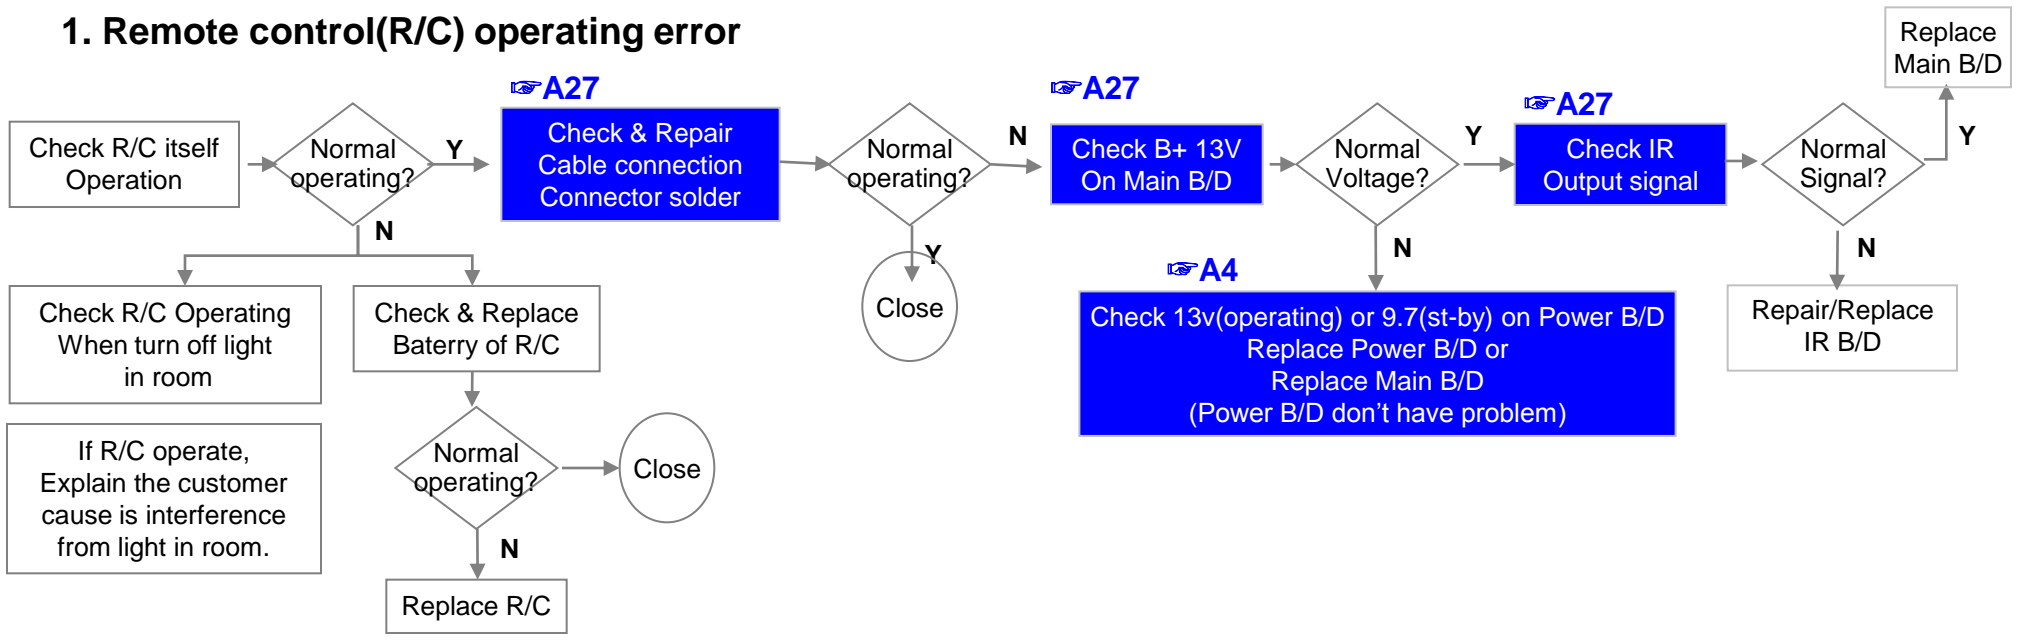 1. Remote control(R/C) operating error
Replace
Main B/D
☞A27
☞A27
☞A27
Check R/C itself
Operation
Normal
operating?
Y
Check & Repair
Cable connection
Connector solder
Normal
operating?
N
Check B+ 13V
On Main B/D
Normal
Voltage?
Y
Check IR
Output signal
Normal
Signal?
Y
N
Y
N
N
☞A4
Check R/C Operating
When turn off light
in room
Check & Replace
Baterry of R/C
Close
Check 13v(operating) or 9.7(st-by) on Power B/D
Replace Power B/D or
Replace Main B/D
(Power B/D don’t have problem)
Repair/Replace
IR B/D
If R/C operate,
Explain the customer
cause is interference
from light in room.
Normal
operating?
Close
N
Replace R/C